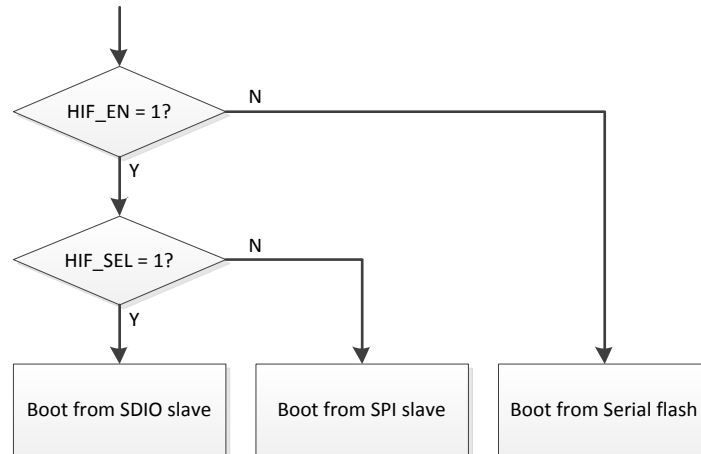 HIF_EN = 1?
N
Y
HIF_SEL = 1?
N
Y
Boot from SDIO slave
Boot from SPI slave
Boot from Serial flash